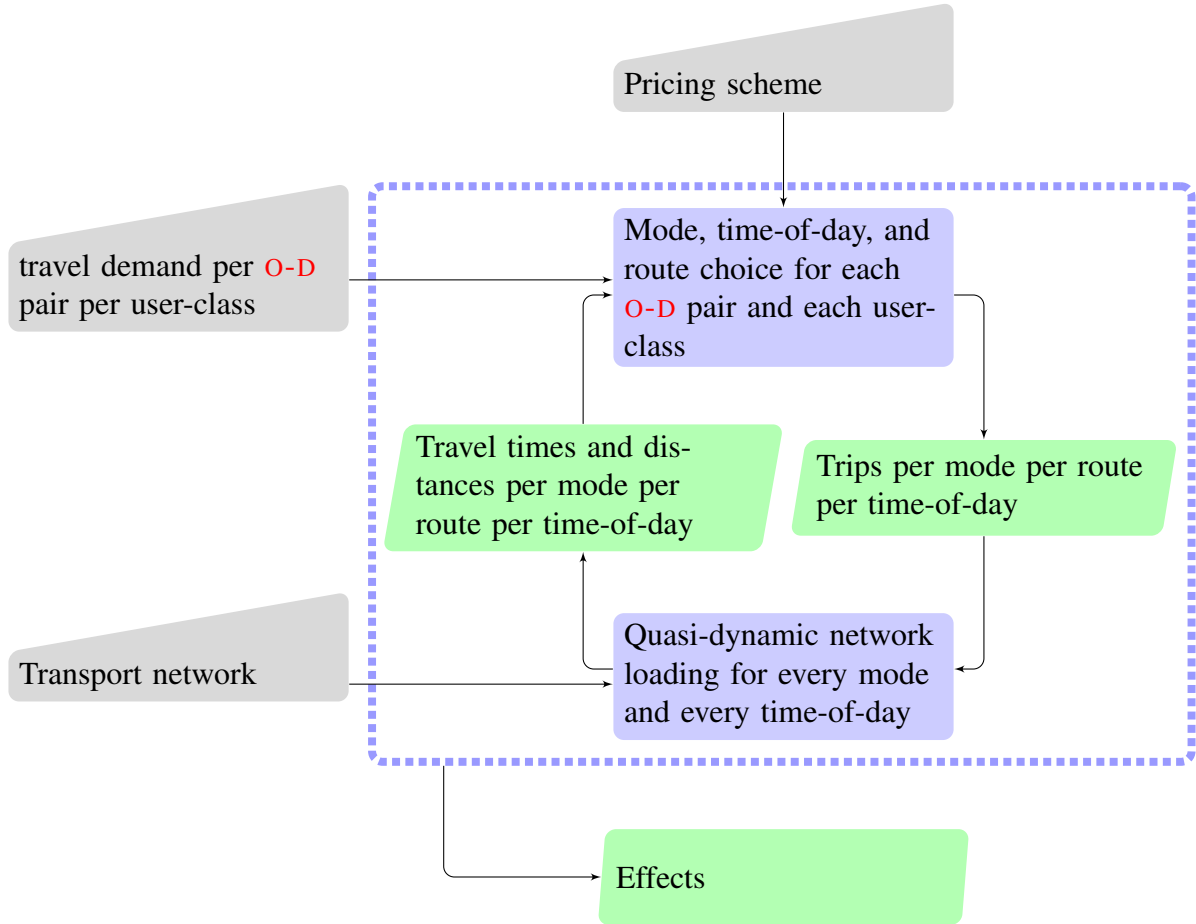 Pricing scheme
travel demand per O-D
pair per user-class
Mode, time-of-day, and
route choice for each
O-D pair and each user-
class
Travel times and dis-
tances per mode per
route per time-of-day
Trips per mode per route
per time-of-day
Transport network
Quasi-dynamic network
loading for every mode
and every time-of-day
Effects